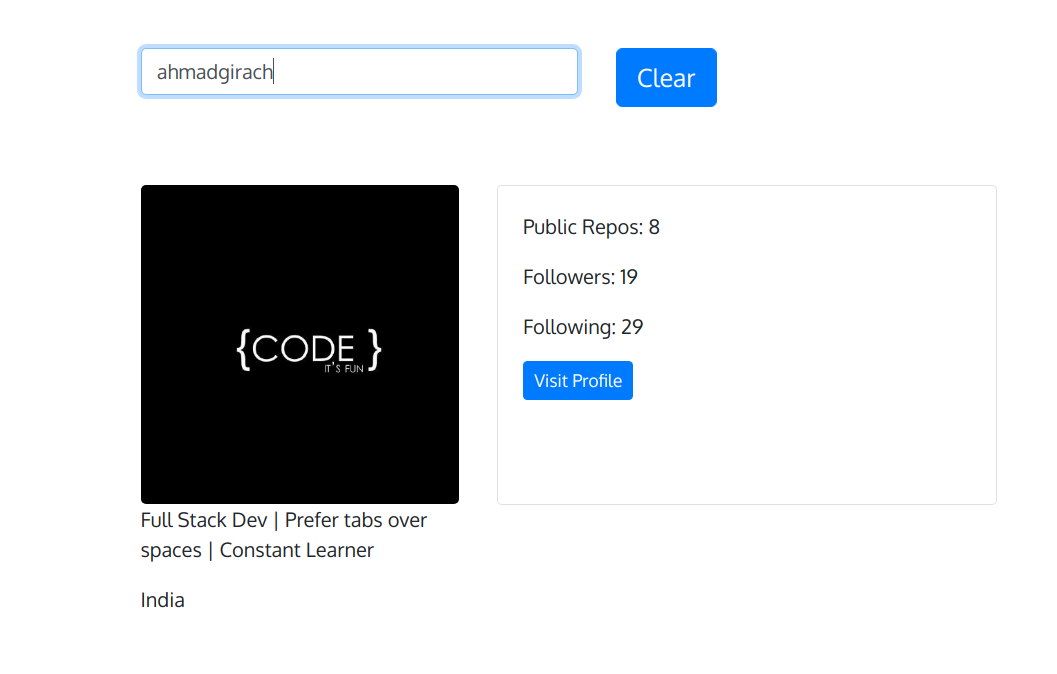 ahmadgirach
Clear
{CODE }
IT'S FUN
Public Repos: 8
Followers: 19
Following: 29
Visit Profile
Full Stack Dev | Prefer tabs over
spaces | Constant Learner
India